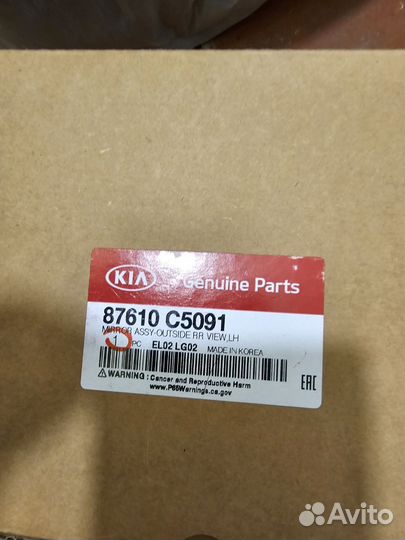 KIA Genuine Parts
87610 C5091
MIRROR ASSY-OUTSIDE RR VIEW,LH
1 PC EL02 LG02 MADE IN KOREA
WARNING : Cancer and Reproductive Harm
www.P65Warnings.ca.gov
EAC
Avito